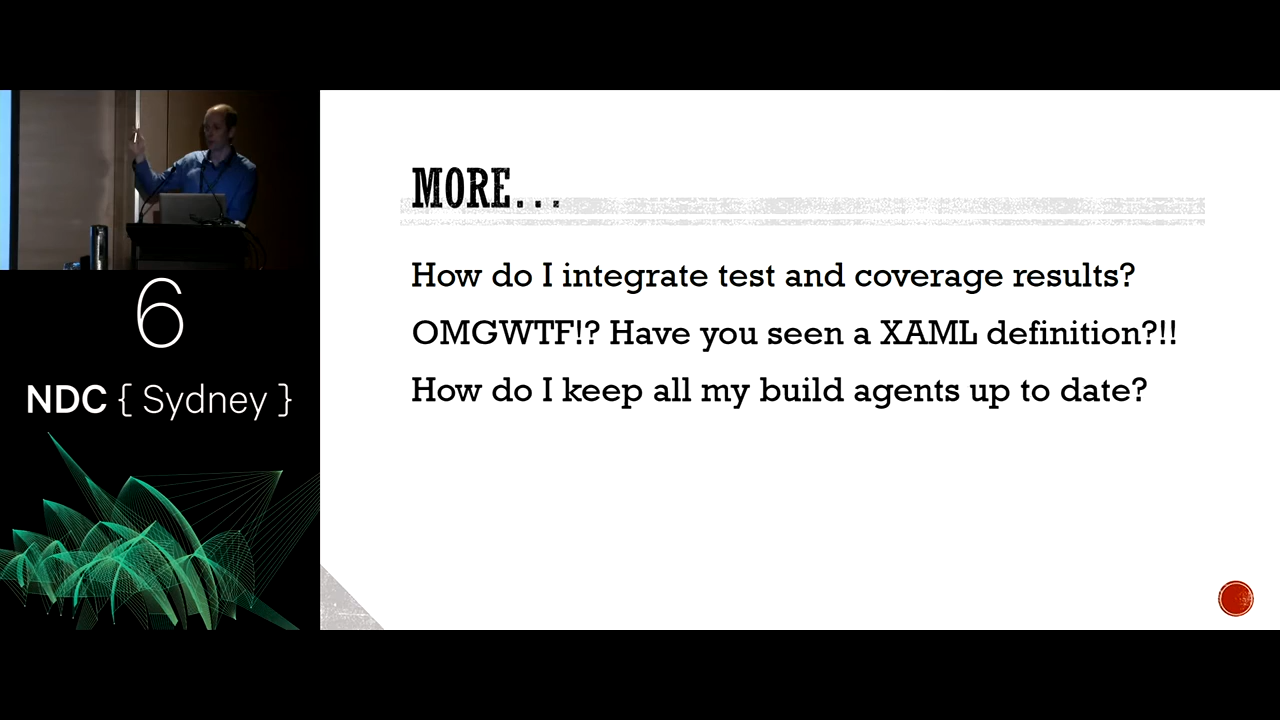 6
NDC { Sydney }
MORE...
How do I integrate test and coverage results?
OMGWTF!? Have you seen a XAML definition?!!
How do I keep all my build agents up to date?